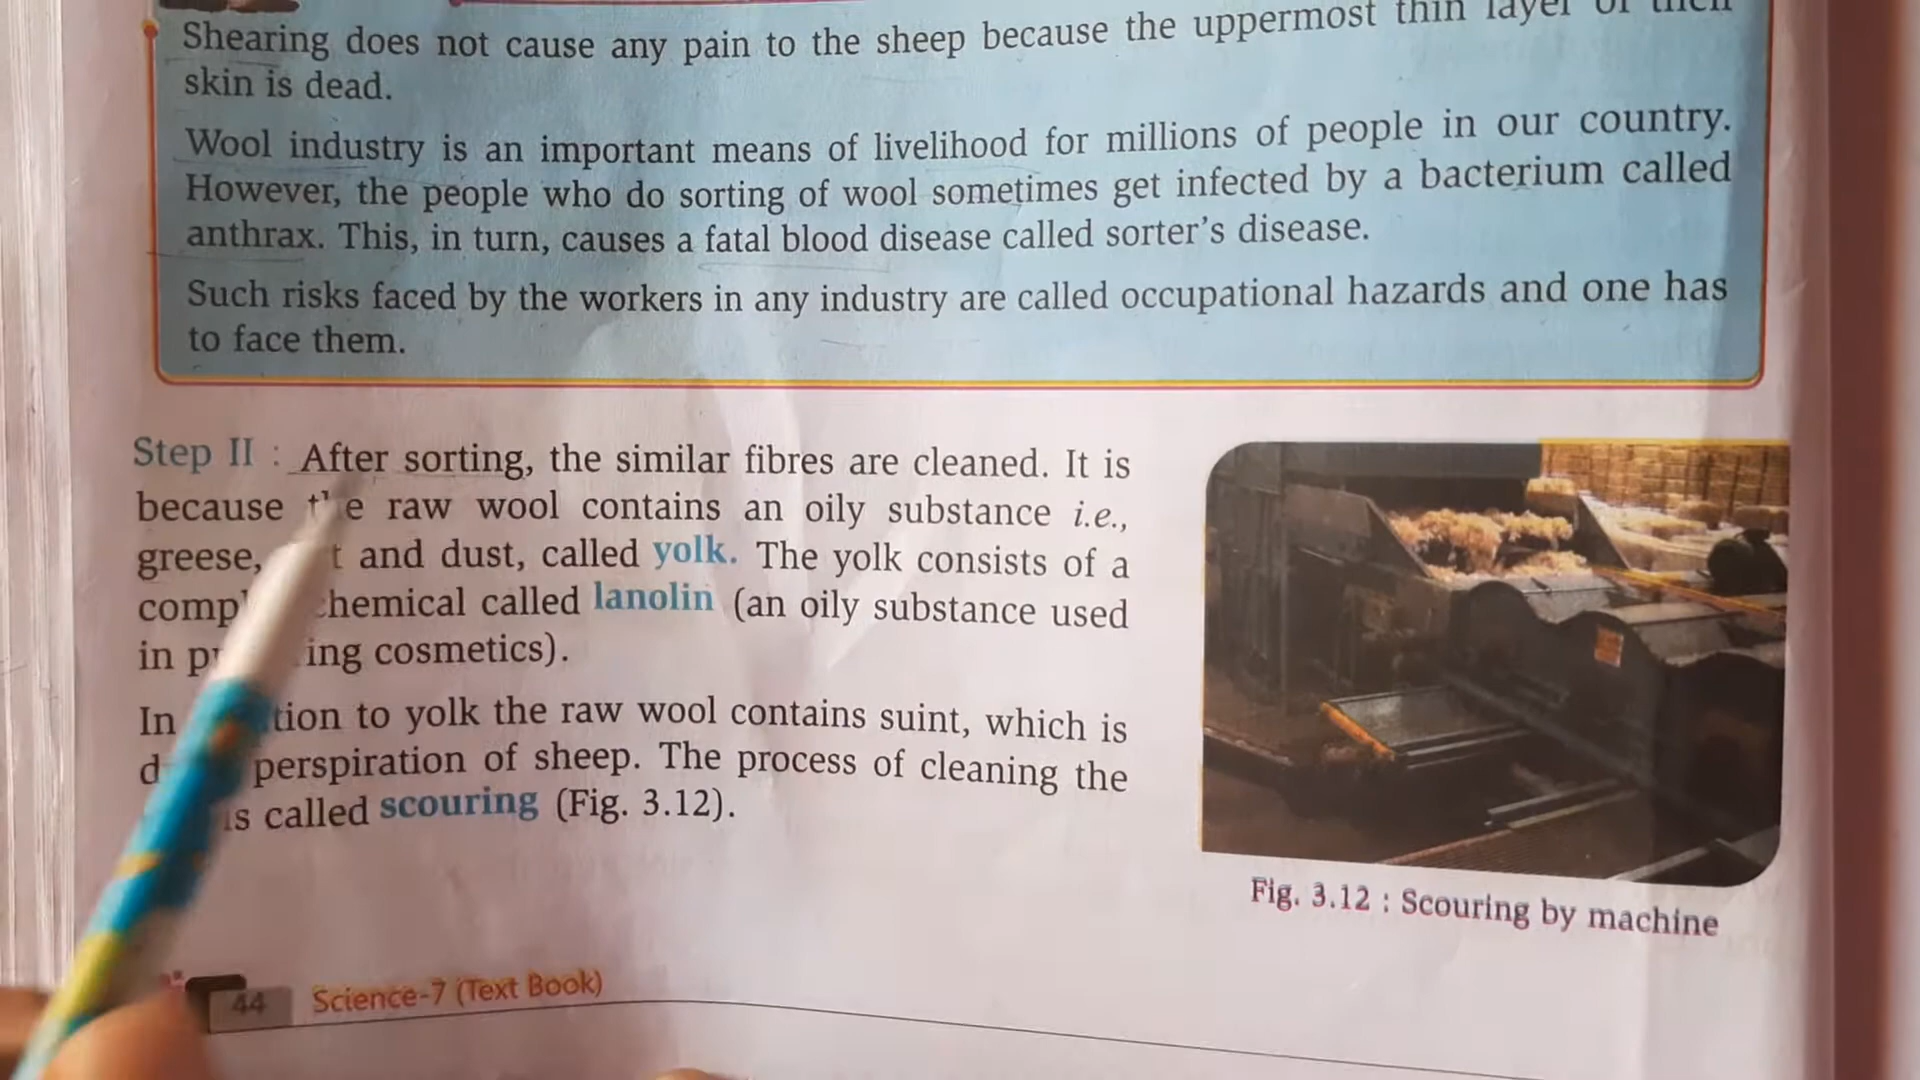 Shearing does not cause any pain to the sheep because the uppermost thin layer of their
skin is dead.
Wool industry is an important means of livelihood for millions of people in our country.
However, the people who do sorting of wool sometimes get infected by a bacterium called
anthrax. This, in turn, causes a fatal blood disease called sorter's disease.
Such risks faced by the workers in any industry are called occupational hazards and one has
to face them.
Step II : After sorting, the similar fibres are cleaned. It is
because the raw wool contains an oily substance i.e.,
greese, and dust, called yolk. The yolk consists of a
chemical called lanolin (an oily substance used
in cosmetics).
In to yolk the raw wool contains suint, which is
perspiration of sheep. The process of cleaning the
is called scouring (Fig. 3.12).
Fig. 3.12 : Scouring by machine
44 Science-7 (Text Book)